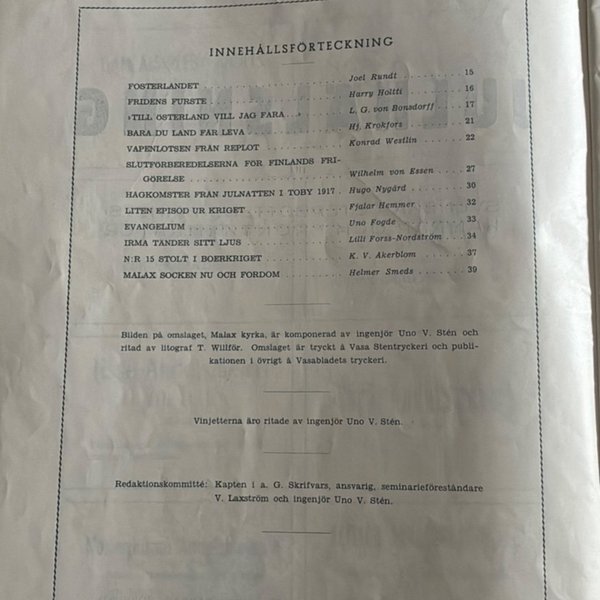 INNEHÅLLSFÖRTECKNING
FOSTERLANDET . . . . . . . . . . . . . . . . . . Joel Rundt . . . . . . . . . 15
FRIDENS FURSTE . . . . . . . . . . . . . . . . . Harry Holtti . . . . . . . . 16
»TILL ÖSTERLAND VILL JAG FARA . . .» . . . . . . L. G. von Bonsdorff . . 17
BARA DU LAND FÅR LEVA . . . . . . . . . . . . . Hj. Krokfors . . . . . . . 21
VAPENLOTSEN FRÅN REPLOT . . . . . . . . . . . . Konrad Westlin . . . . . 22
SLUTFÖRBEREDELSERNA FÖR FINLANDS FRI-
GÖRELSE . . . . . . . . . . . . . . . . . . . . Wilhelm von Essen . . . 27
HÅGKOMSTER FRÅN JULNATTEN I TOBY 1917 . Hugo Nygård . . . . . . . 30
LITEN EPISOD UR KRIGET . . . . . . . . . . . . Fjalar Hemmer . . . . . 32
EVANGELIUM . . . . . . . . . . . . . . . . . . Uno Fogde . . . . . . . . 33
IRMA TÄNDER SITT LJUS . . . . . . . . . . . . . Lilli Forss-Nordström . . . 34
N:R 15 STOLT I BOERKRIGET . . . . . . . . . . . K. V. Åkerblom . . . . . 37
MALAX SOCKEN NU OCH FORDOM . . . . . . . . . Helmer Smeds . . . . . . . 39
Bilden på omslaget, Malax kyrka, är komponerad av ingenjör Uno V. Stén och
ritad av litograf T. Willför. Omslaget är tryckt å Vasa Stentryckeri och publi-
kationen i övrigt å Vasabladets tryckeri.
Vinjetterna äro ritade av ingenjör Uno V. Stén.
Redaktionskommitté: Kapten i a. G. Skrifvars, ansvarig, seminarieföreståndare
V. Laxström och ingenjör Uno V. Stén.